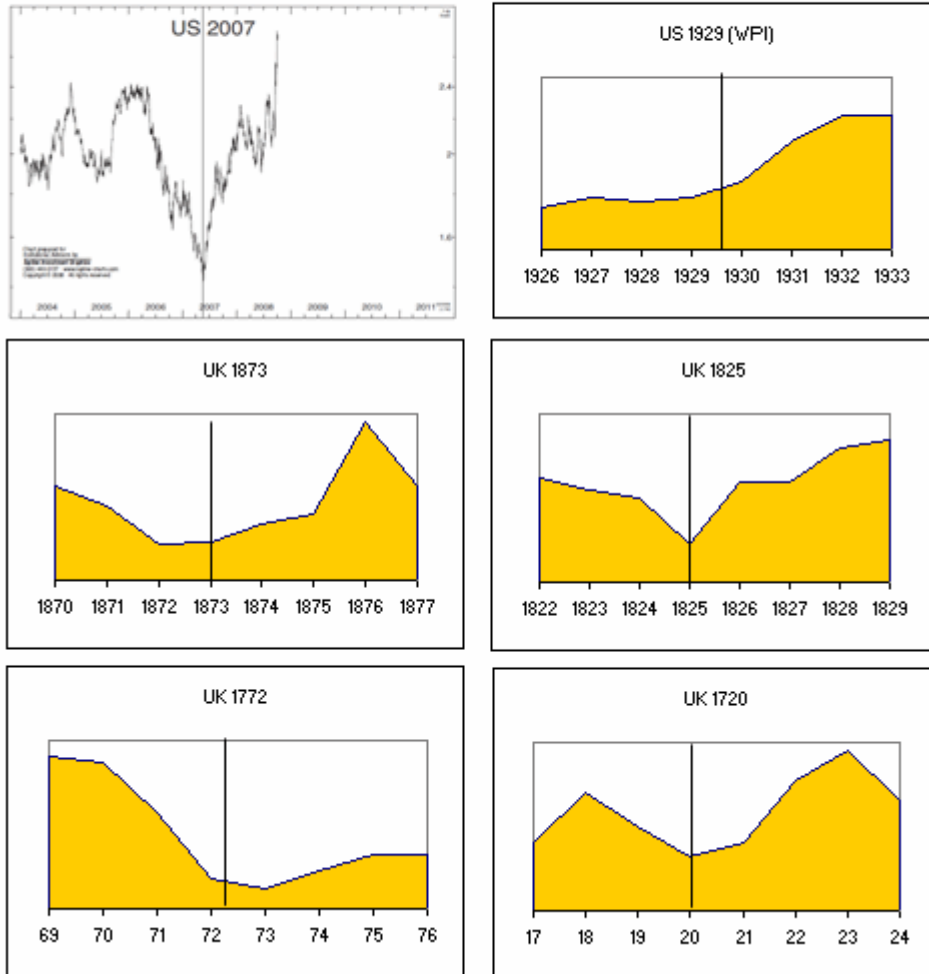 US 2007
2.4
2
1.6
2004 2005 2006 2007 2008 2009 2010 2011
US 1929 (WPI)
1926 1927 1928 1929 1930 1931 1932 1933
UK 1873
1870 1871 1872 1873 1874 1875 1876 1877
UK 1825
1822 1823 1824 1825 1826 1827 1828 1829
UK 1772
69 70 71 72 73 74 75 76
UK 1720
17 18 19 20 21 22 23 24